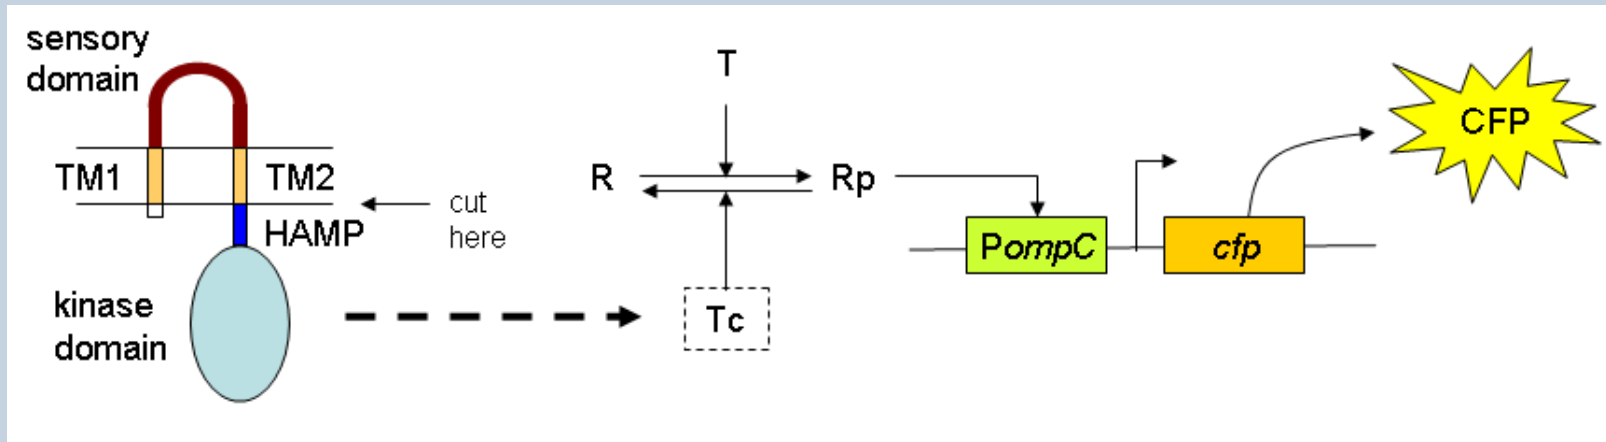 sensory
domain
TM1
TM2
HAMP
cut
here
kinase
domain
T
R
Rp
Tc
PompC
cfp
CFP